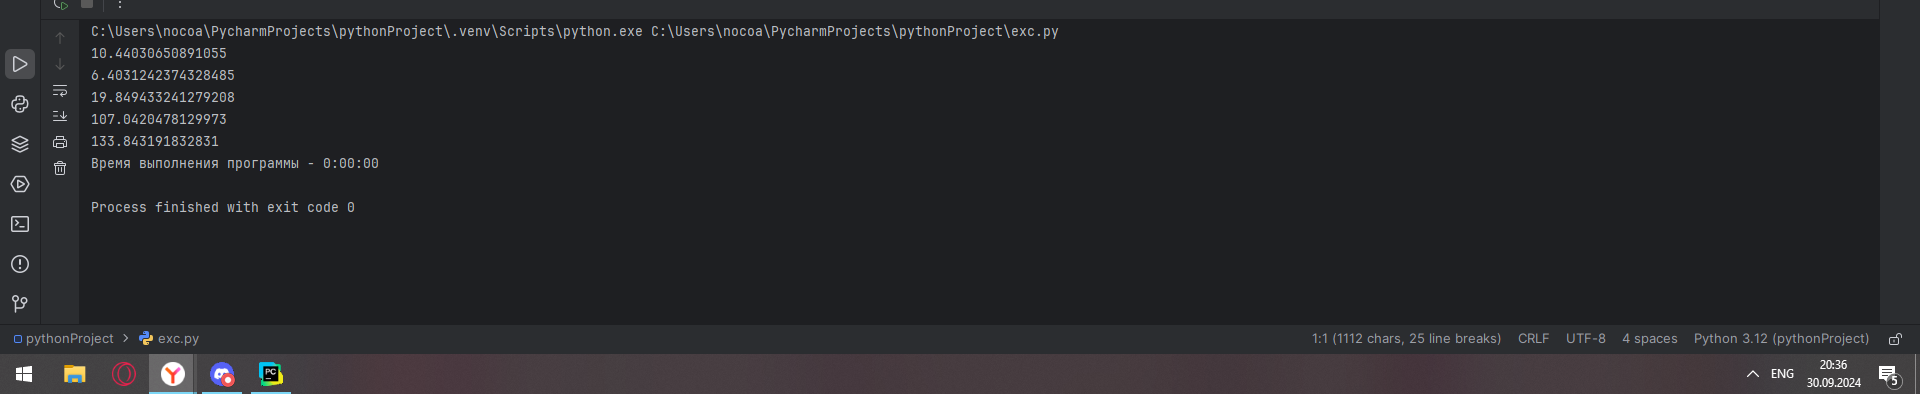 C:\Users\nocoa\PycharmProjects\pythonProject\.venv\Scripts\python.exe C:\Users\nocoa\PycharmProjects\pythonProject\exc.py
10.44030650891055
6.4031242374328485
19.849433241279208
107.0420478129973
133.843191832831
Время выполнения программы - 0:00:00
Process finished with exit code 0
pythonProject > exc.py 1:1 (1112 chars, 25 line breaks) CRLF UTF-8 4 spaces Python 3.12 (pythonProject)
PC ENG 20:36
30.09.2024 5